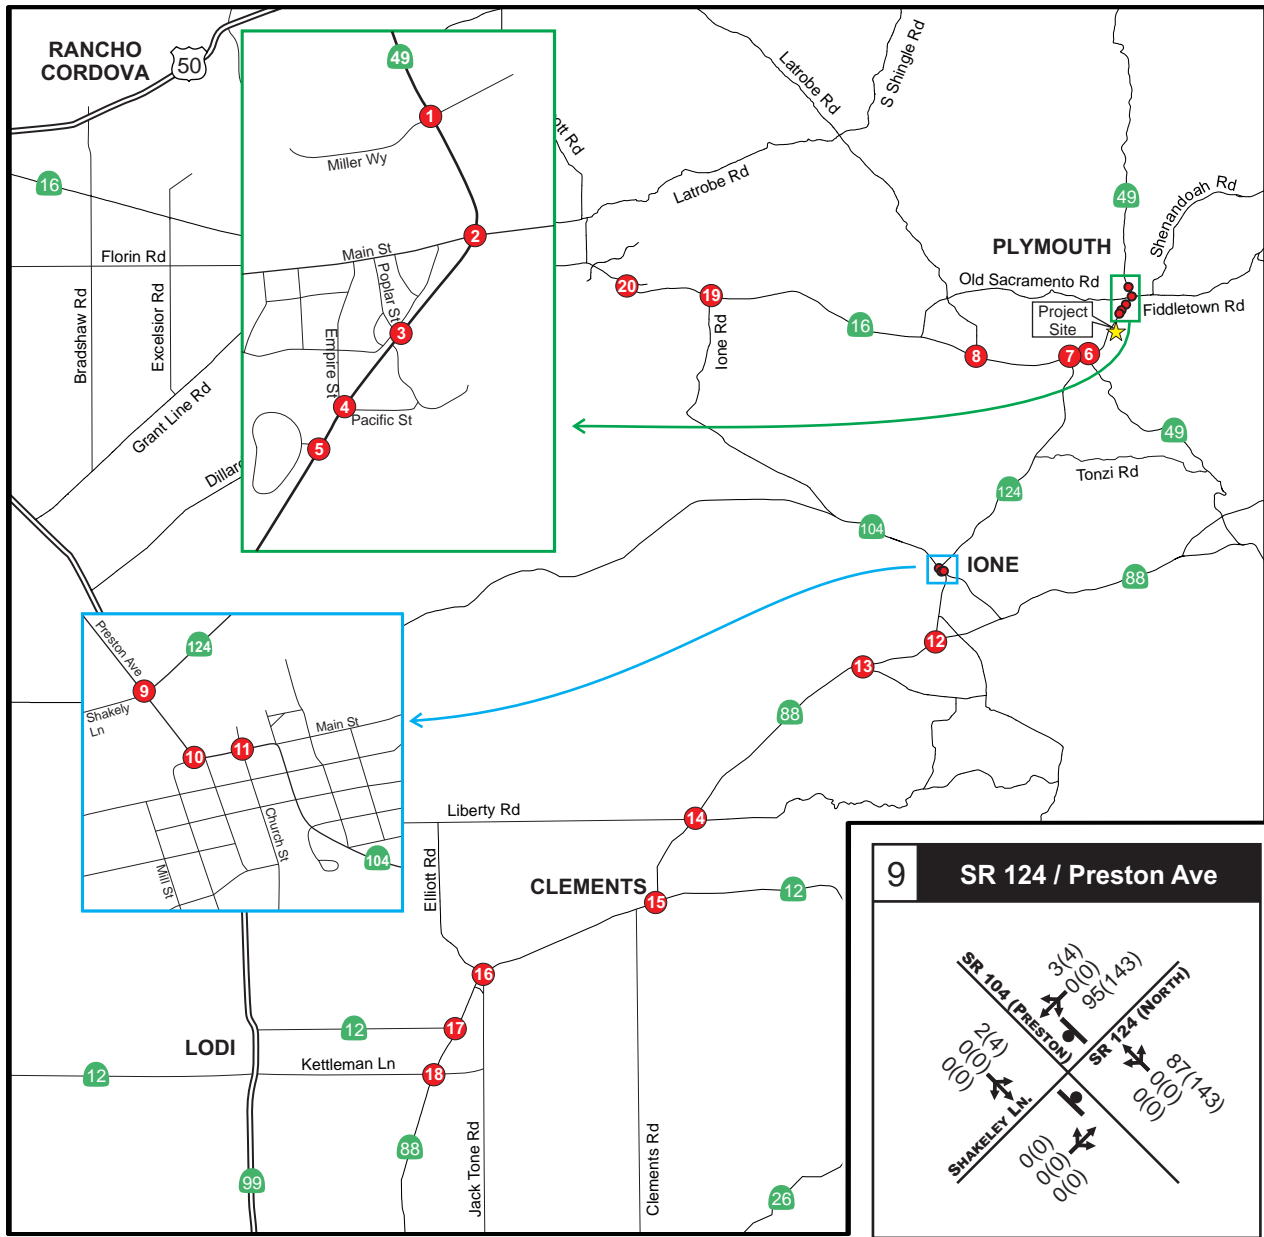 RANCHO
CORDOVA
50
16
Florin Rd
Bradshaw Rd
Excelsior Rd
Grant Line Rd
Dillar
49
1
Miller Wy
2
Main St
Poplar St
3
Empire St
4
Pacific St
5
ott Rd
Latrobe Rd
S Shingle Rd
Latrobe Rd
49
Shenandoah Rd
PLYMOUTH
Old Sacramento Rd
Fiddletown Rd
Project
Site
20
19
16
Ione Rd
8
7
6
49
Tonzi Rd
124
104
IONE
88
12
13
88
Preston Ave
124
9
Shakely
Ln
10
11
Main St
Church St
Mill St
104
Liberty Rd
14
Elliott Rd
CLEMENTS
15
12
16
12
17
LODI
Kettleman Ln
18
12
88
99
Jack Tone Rd
Clements Rd
26
9
SR 124 / Preston Ave
SR 104 (PRESTON)
3(4)
0(0)
95(143)
SR 124 (NORTH)
2(4)
0(0)
0(0)
87(143)
0(0)
0(0)
SHAKELEY LN.
0(0)
0(0)
0(0)